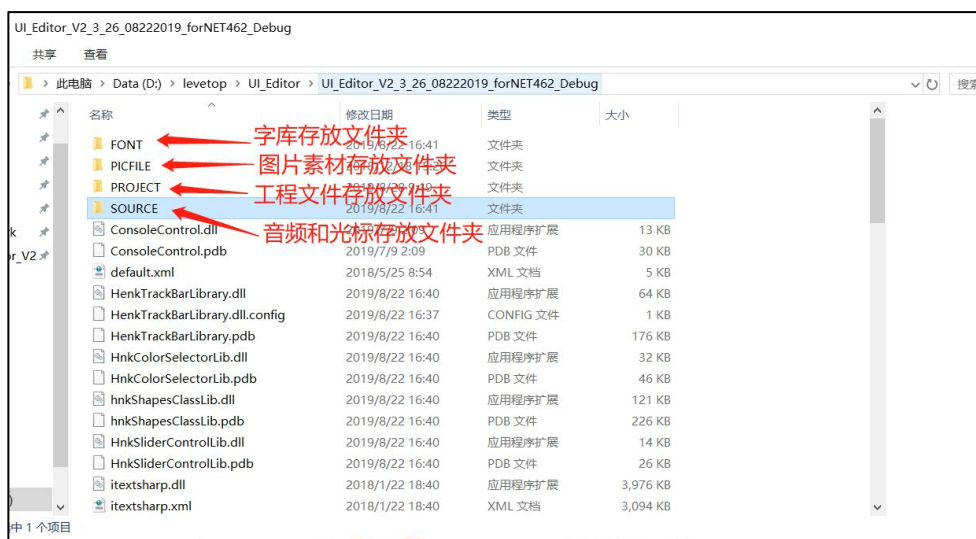 UI_Editor_V2_3_26_08222019_forNET462_Debug
共享 查看
> 此电脑 > Data (D:) > levetop > UI_Editor > UI_Editor_V2_3_26_08222019_forNET462_Debug
名称 修改日期 类型 大小
FONT 字库存放文件夹 2019/8/22 16:41 文件夹
PICFILE 图片素材存放文件夹 文件夹
PROJECT 工程文件存放文件夹 文件夹
SOURCE 2019/8/22 16:41 文件夹
ConsoleControl.dll 音频和光标存放文件夹 应用程序扩展 13 KB
ConsoleControl.pdb 2019/7/9 2:09 PDB 文件 30 KB
default.xml 2018/5/25 8:54 XML 文档 5 KB
HenkTrackBarLibrary.dll 2019/8/22 16:40 应用程序扩展 64 KB
HenkTrackBarLibrary.dll.config 2019/8/22 16:37 CONFIG 文件 1 KB
HenkTrackBarLibrary.pdb 2019/8/22 16:40 PDB 文件 176 KB
HnkColorSelectorLib.dll 2019/8/22 16:40 应用程序扩展 32 KB
HnkColorSelectorLib.pdb 2019/8/22 16:40 PDB 文件 46 KB
hnkShapesClassLib.dll 2019/8/22 16:40 应用程序扩展 121 KB
hnkShapesClassLib.pdb 2019/8/22 16:40 PDB 文件 226 KB
HnkSliderControlLib.dll 2019/8/22 16:40 应用程序扩展 14 KB
HnkSliderControlLib.pdb 2019/8/22 16:40 PDB 文件 26 KB
itextsharp.dll 2018/1/22 18:40 应用程序扩展 3,976 KB
itextsharp.xml 2018/1/22 18:40 XML 文档 3,094 KB
中 1 个项目